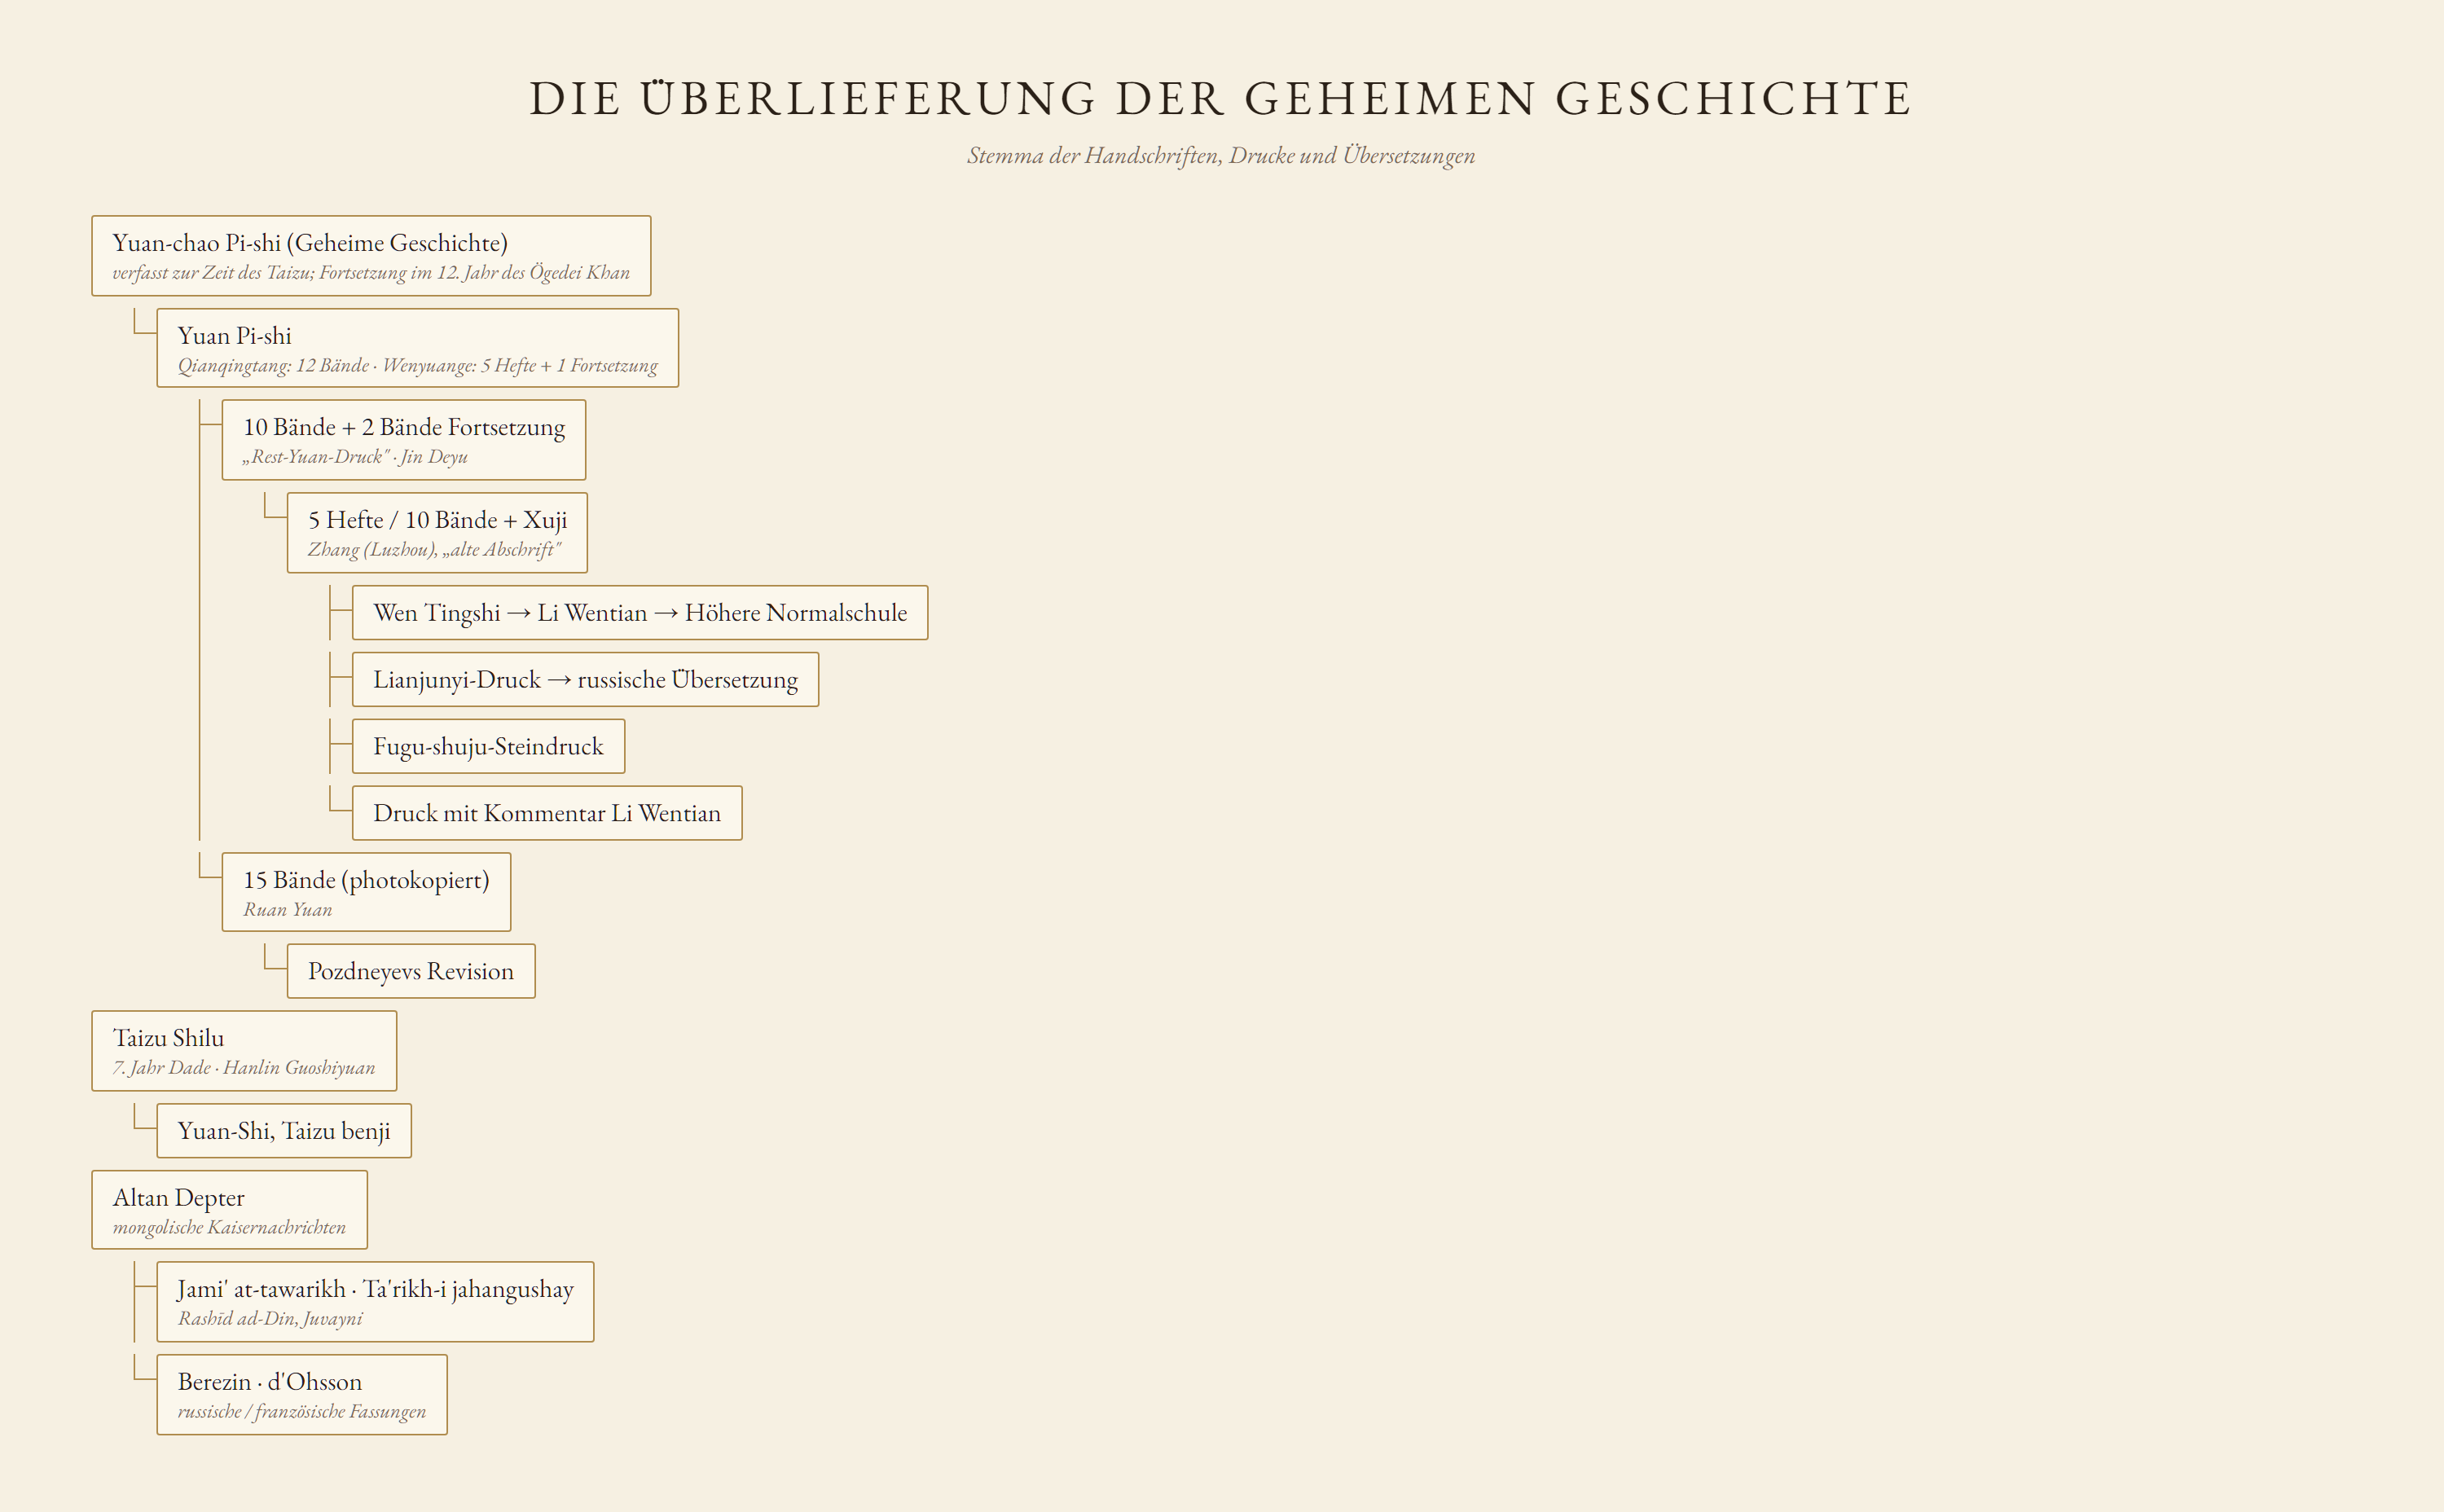 DIE ÜBERLIEFERUNG DER GEHEIMEN GESCHICHTE
Stemma der Handschriften, Drucke und Übersetzungen
Yuan-chao Pi-shi (Geheime Geschichte)
verfasst zur Zeit des Taizu; Fortsetzung im 12. Jahr des Ögedei Khan
Yuan Pi-shi
Qianqingtang: 12 Bände · Wenyuange: 5 Hefte + 1 Fortsetzung
10 Bände + 2 Bände Fortsetzung
„Rest-Yuan-Druck" · Jin Deyu
5 Hefte / 10 Bände + Xuji
Zhang (Luzhou), „alte Abschrift"
Wen Tingshi → Li Wentian → Höhere Normalschule
Lianjunyi-Druck → russische Übersetzung
Fugu-shuju-Steindruck
Druck mit Kommentar Li Wentian
15 Bände (photokopiert)
Ruan Yuan
Pozdneyevs Revision
Taizu Shilu
7. Jahr Dade · Hanlin Guoshiyuan
Yuan-Shi, Taizu benji
Altan Depter
mongolische Kaisernachrichten
Jami' at-tawarikh · Ta'rikh-i jahangushay
Rashīd ad-Din, Juvayni
Berezin · d'Ohsson
russische / französische Fassungen